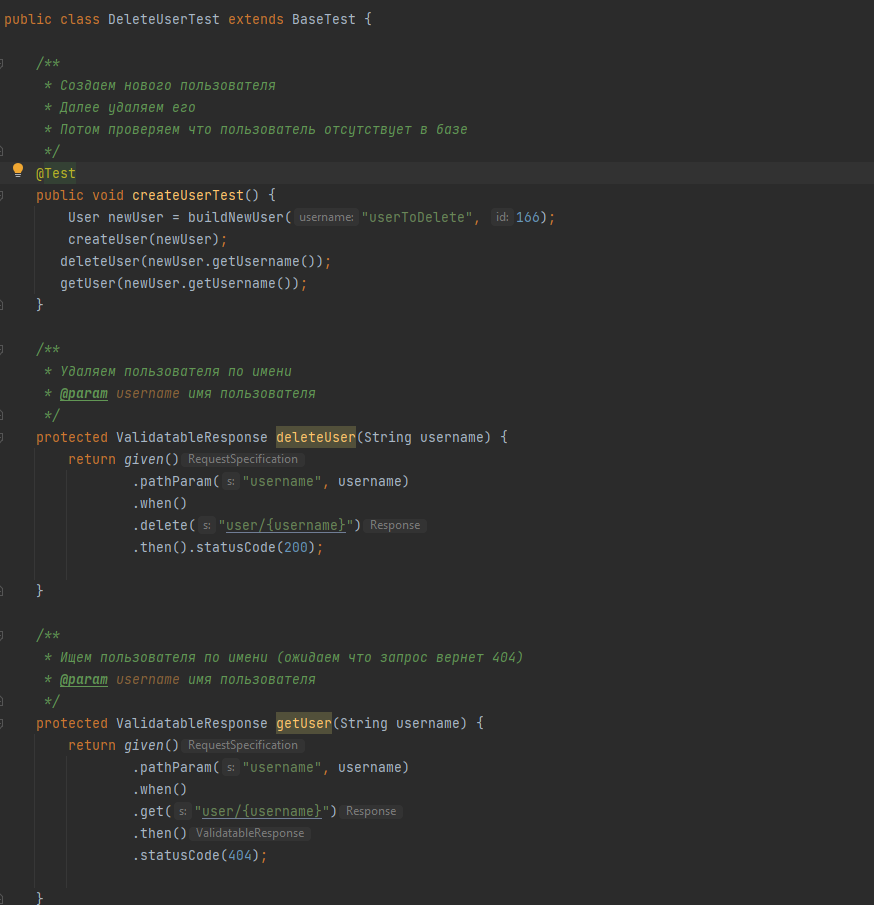 public class DeleteUserTest extends BaseTest {
/**
* Создаем нового пользователя
* Далее удаляем его
* Потом проверяем что пользователь отсутствует в базе
*/
@Test
public void createUserTest() {
User newUser = buildNewUser( username: "userToDelete", id: 166);
createUser(newUser);
deleteUser(newUser.getUsername());
getUser(newUser.getUsername());
}
/**
* Удаляем пользователя по имени
* @param username имя пользователя
*/
protected ValidatableResponse deleteUser(String username) {
return given() RequestSpecification
.pathParam( s: "username", username)
.when()
.delete( s: "user/{username}") Response
.then().statusCode(200);
}
/**
* Ищем пользователя по имени (ожидаем что запрос вернет 404)
* @param username имя пользователя
*/
protected ValidatableResponse getUser(String username) {
return given() RequestSpecification
.pathParam( s: "username", username)
.when()
.get( s: "user/{username}") Response
.then() ValidatableResponse
.statusCode(404);
}